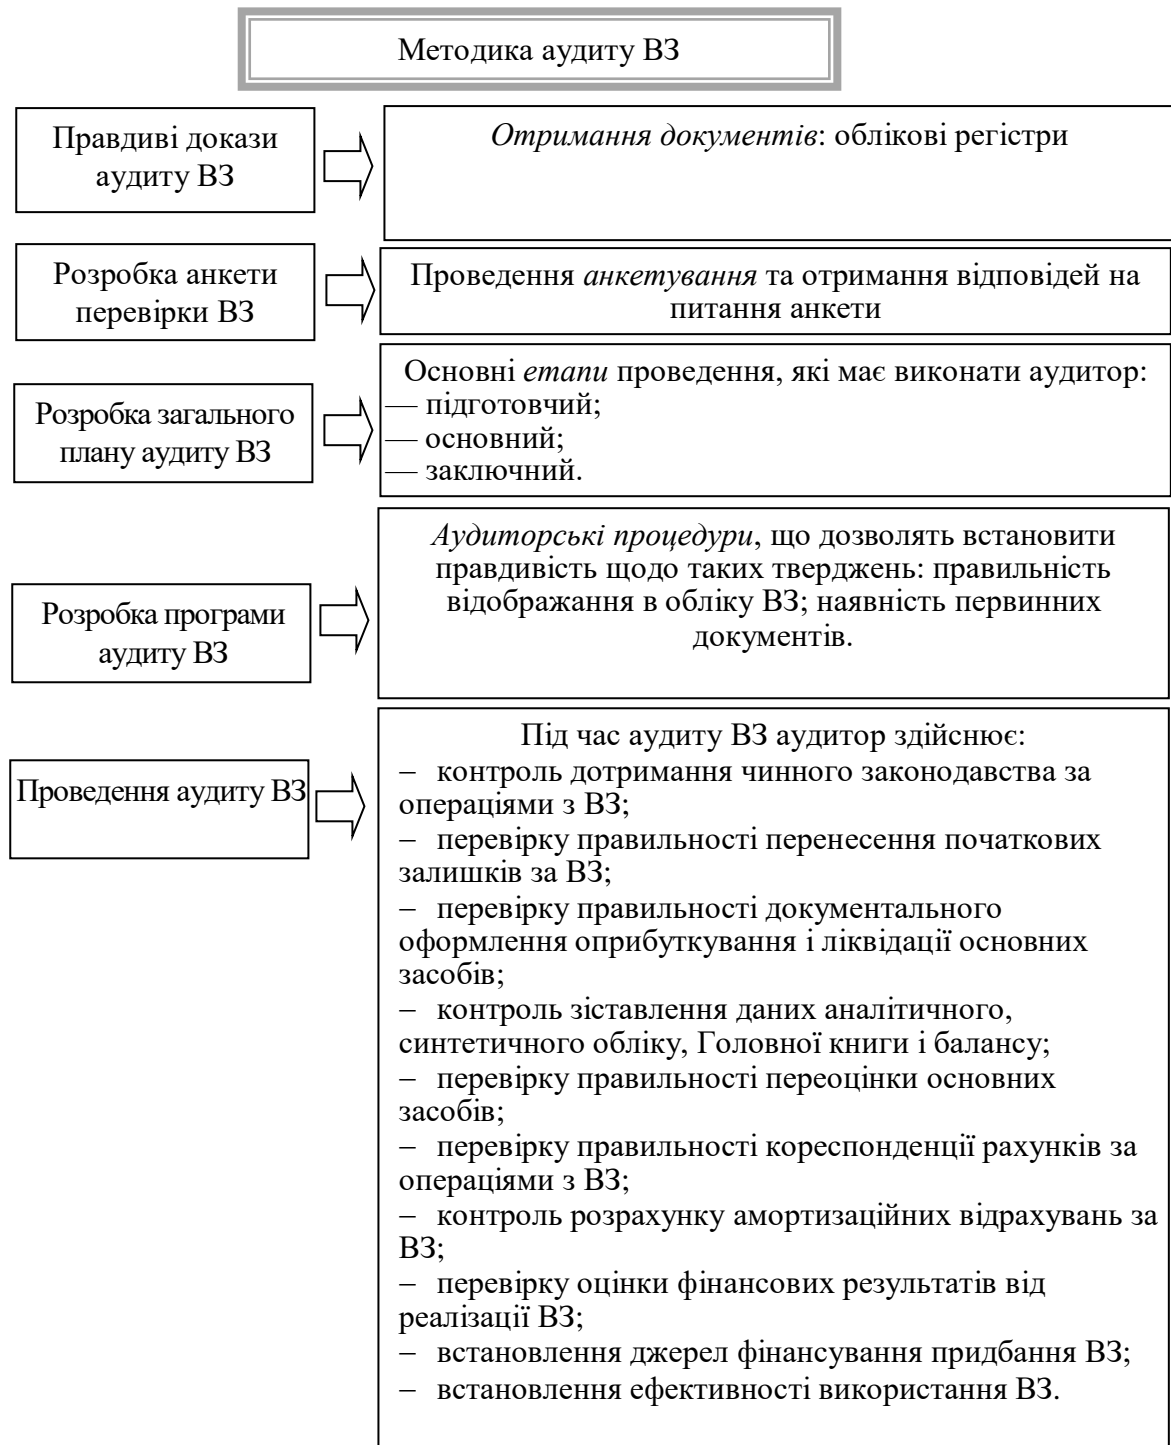 Методика аудиту ВЗ
Правдиві докази
аудиту ВЗ
Отримання документів: облікові регістри
Розробка анкети
перевірки ВЗ
Проведення анкетування та отримання відповідей на
питання анкети
Розробка загального
плану аудиту ВЗ
Основні етапи проведення, які має виконати аудитор:
— підготовчий;
— основний;
— заключний.
Розробка програми
аудиту ВЗ
Аудиторські процедури, що дозволять встановити
правдивість щодо таких тверджень: правильність
відображання в обліку ВЗ; наявність первинних
документів.
Проведення аудиту ВЗ
Під час аудиту ВЗ аудитор здійснює:
– контроль дотримання чинного законодавства за
операціями з ВЗ;
– перевірку правильності перенесення початкових
залишків за ВЗ;
– перевірку правильності документального
оформлення оприбуткування і ліквідації основних
засобів;
– контроль зіставлення даних аналітичного,
синтетичного обліку, Головної книги і балансу;
– перевірку правильності переоцінки основних
засобів;
– перевірку правильності кореспонденції рахунків за
операціями з ВЗ;
– контроль розрахунку амортизаційних відрахувань за
ВЗ;
– перевірку оцінки фінансових результатів від
реалізації ВЗ;
– встановлення джерел фінансування придбання ВЗ;
– встановлення ефективності використання ВЗ.